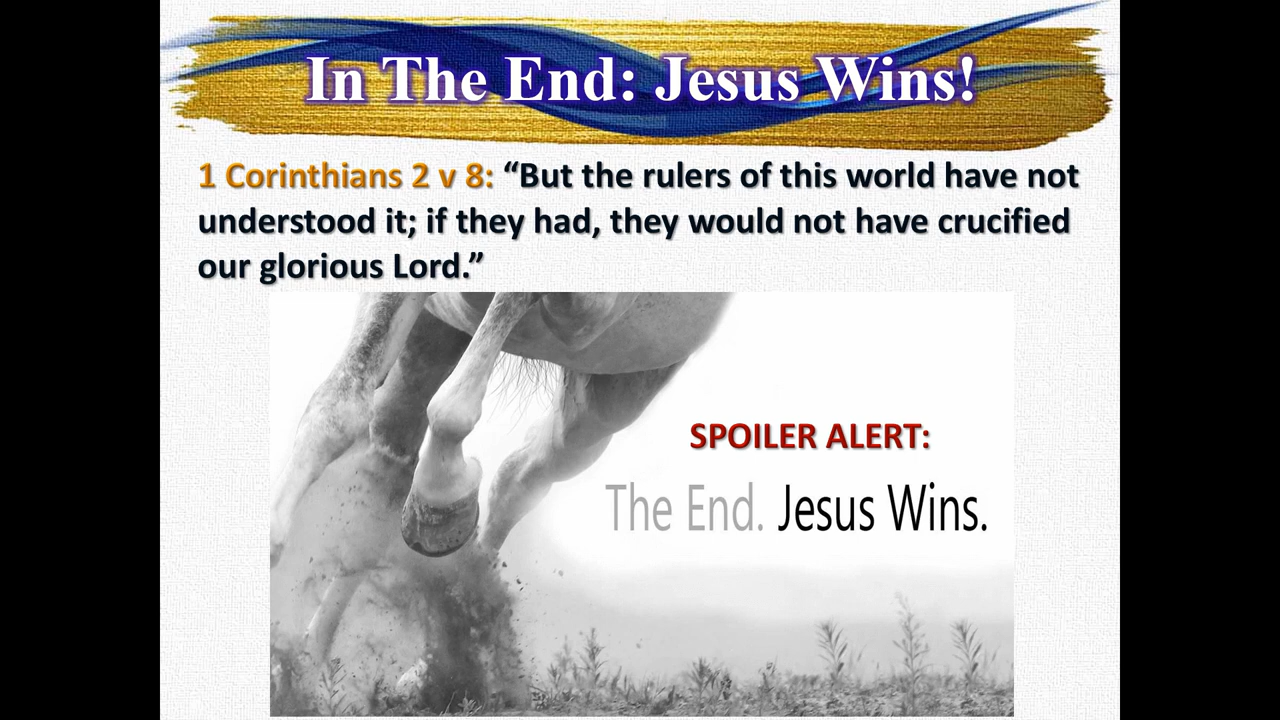 In The End: Jesus Wins!
1 Corinthians 2 v 8: “But the rulers of this world have not
understood it; if they had, they would not have crucified
our glorious Lord.”
SPOILER ALERT:
The End. Jesus Wins.